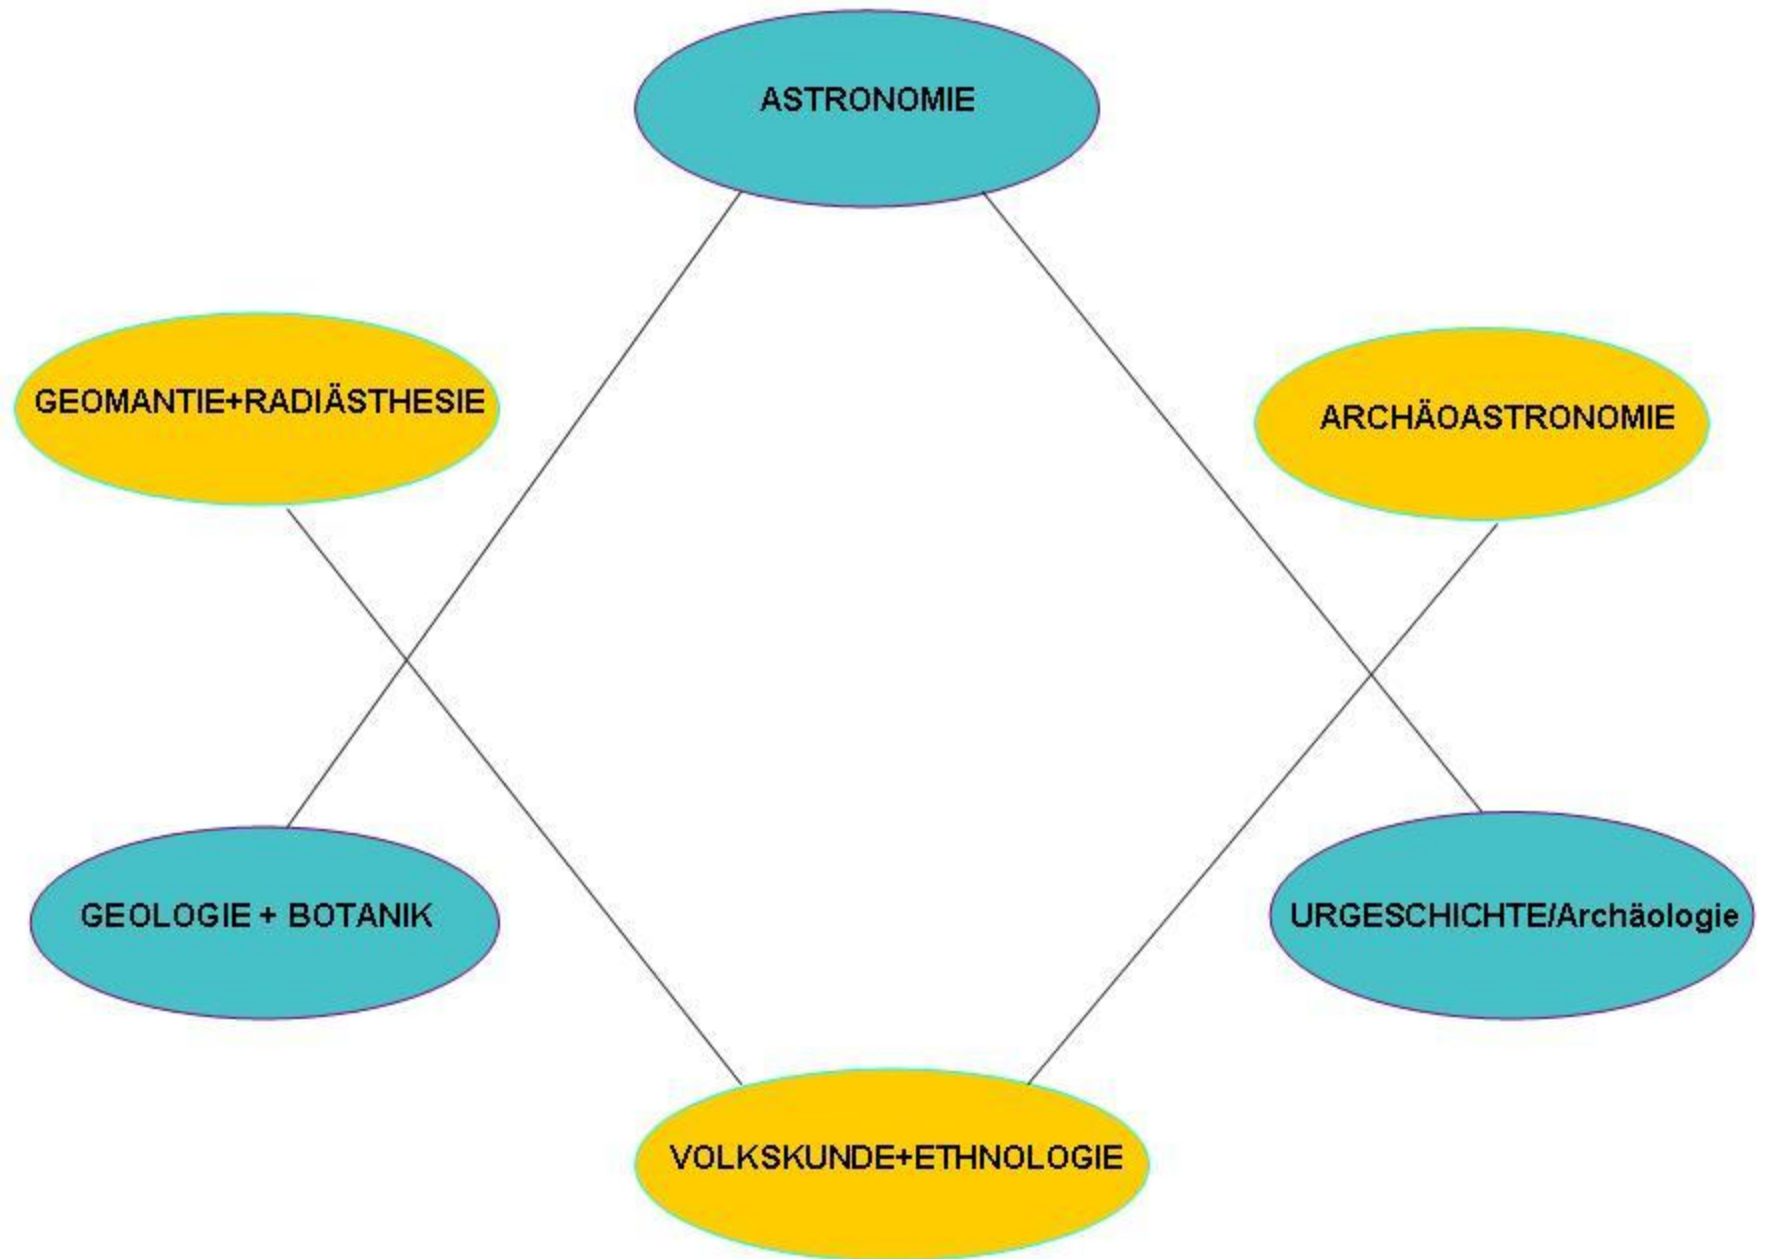 ASTRONOMIE
GEOMANTIE+RADIÄSTHESIE
ARCHÄOASTRONOMIE
GEOLOGIE + BOTANIK
URGESCHICHTE/Archäologie
VOLKSKUNDE+ETHNOLOGIE